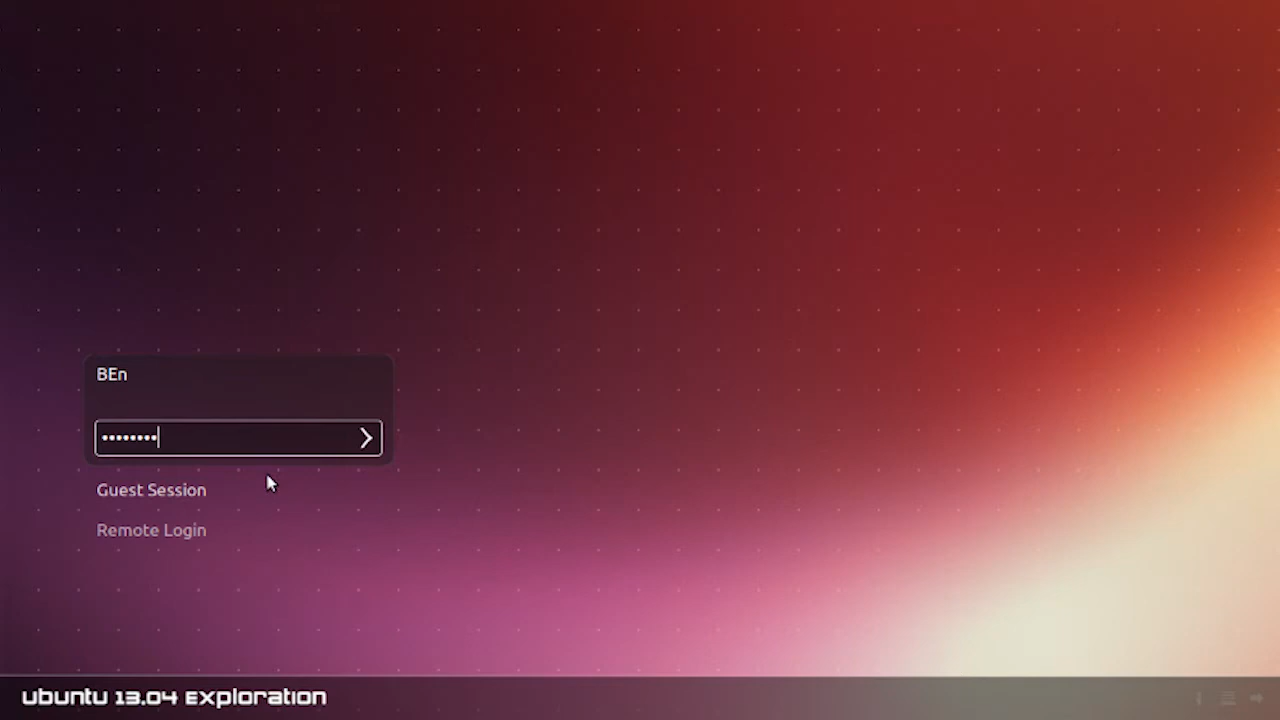 BEn
••••••••
Guest Session
Remote Login
Ubuntu 13.04 Exploration